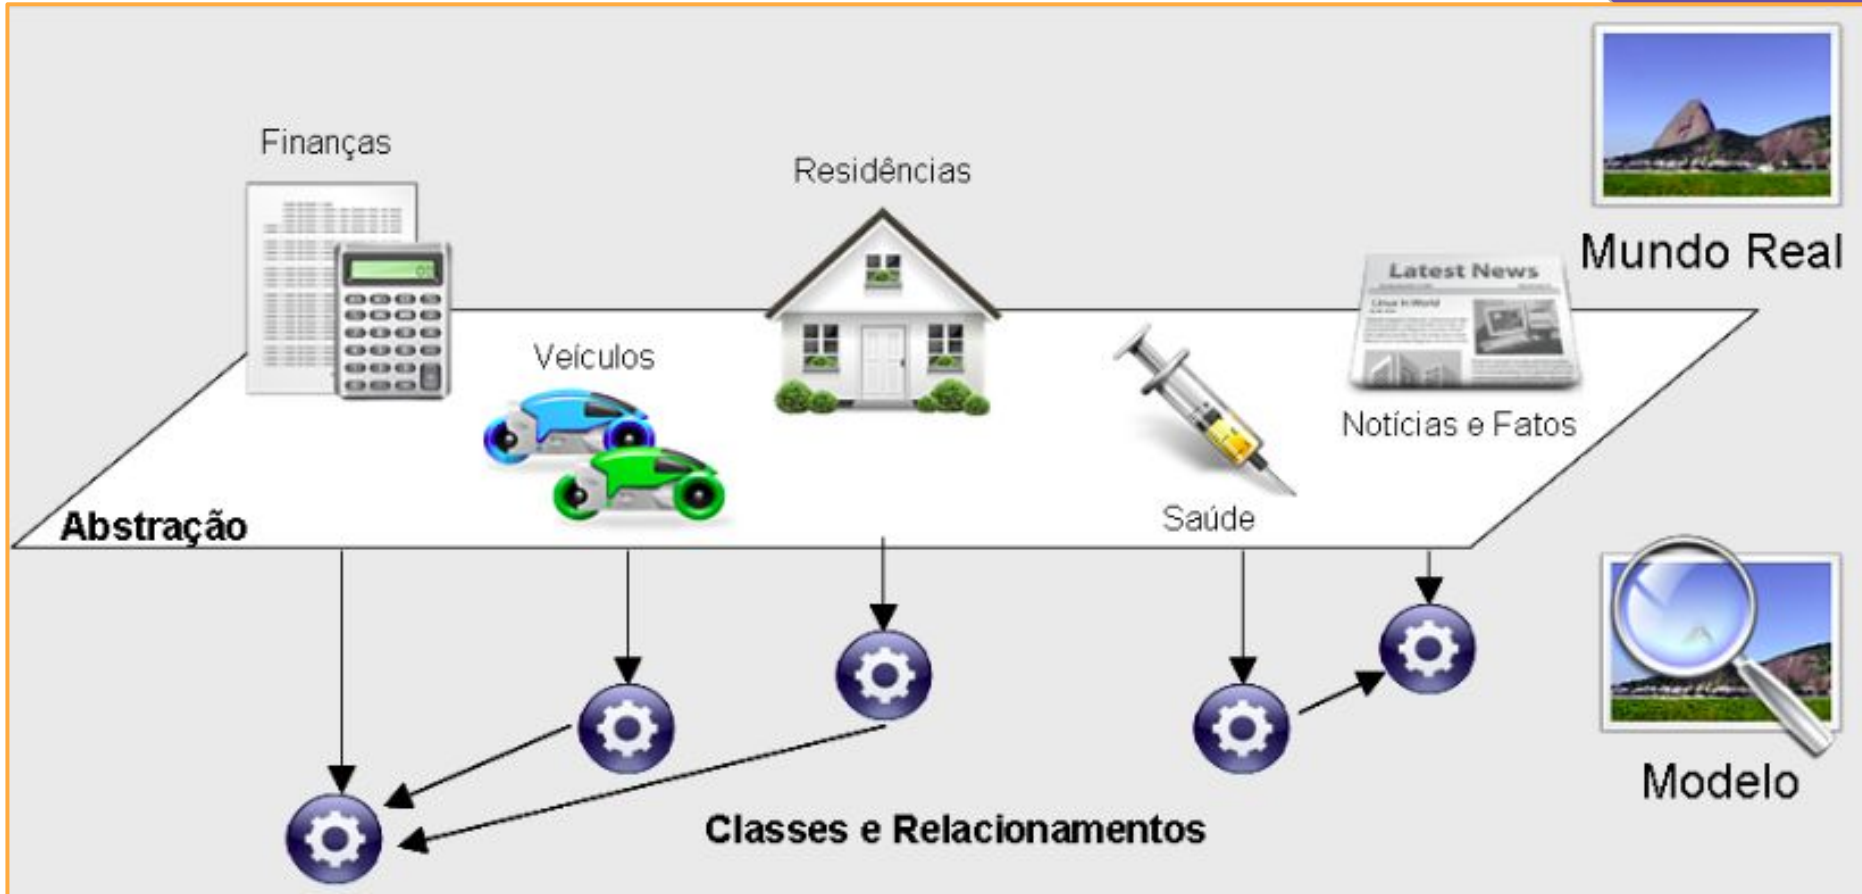 Finanças
Residências
Mundo Real
Latest News
Veículos
Notícias e Fatos
Saúde
Abstração
Modelo
Classes e Relacionamentos